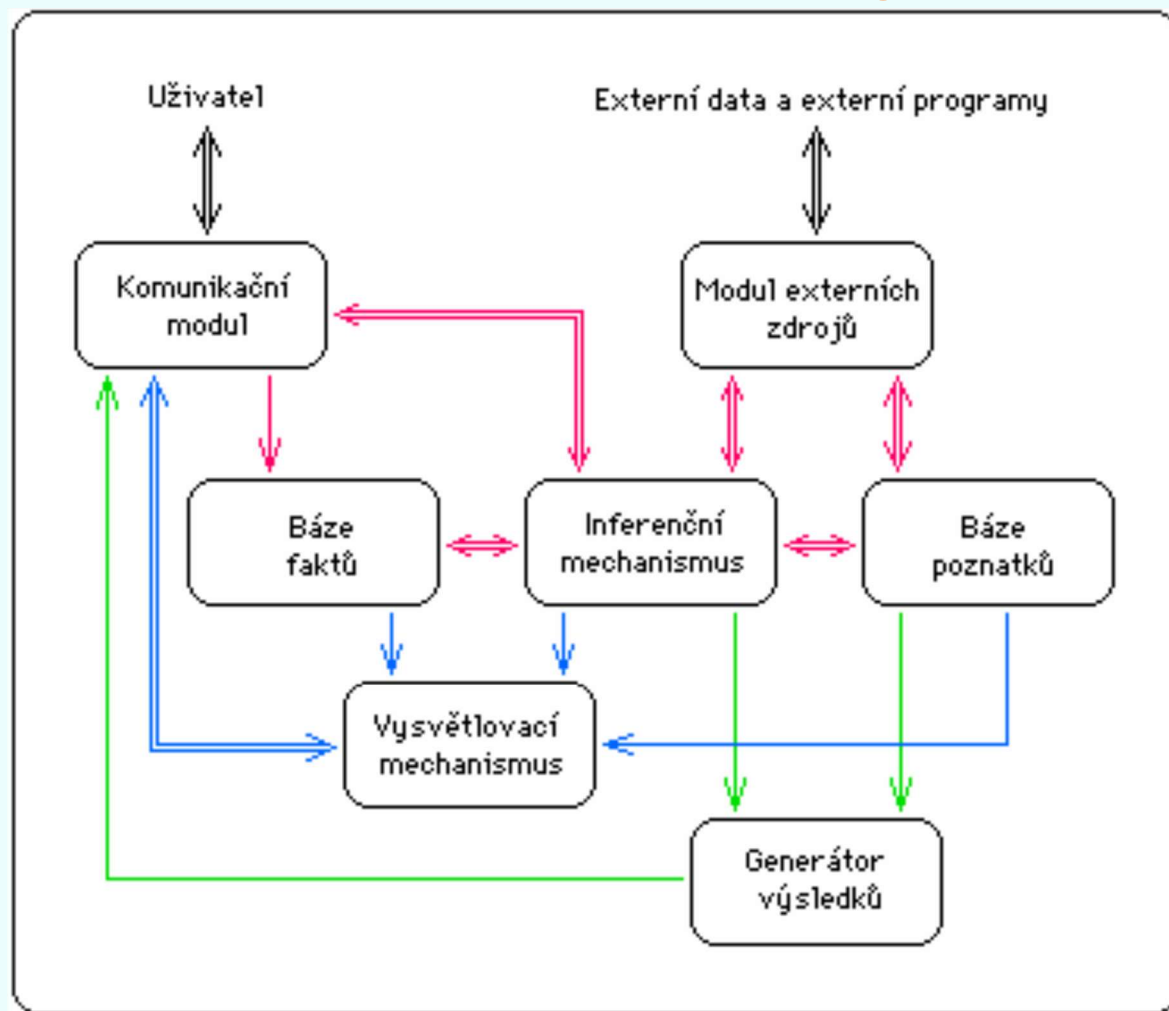 Uživatel
Externí data a externí programy
Komunikační
modul
Modul externích
zdrojů
Báze
faktů
Inferenční
mechanismus
Báze
poznatků
Vysvětlovací
mechanismus
Generátor
výsledků